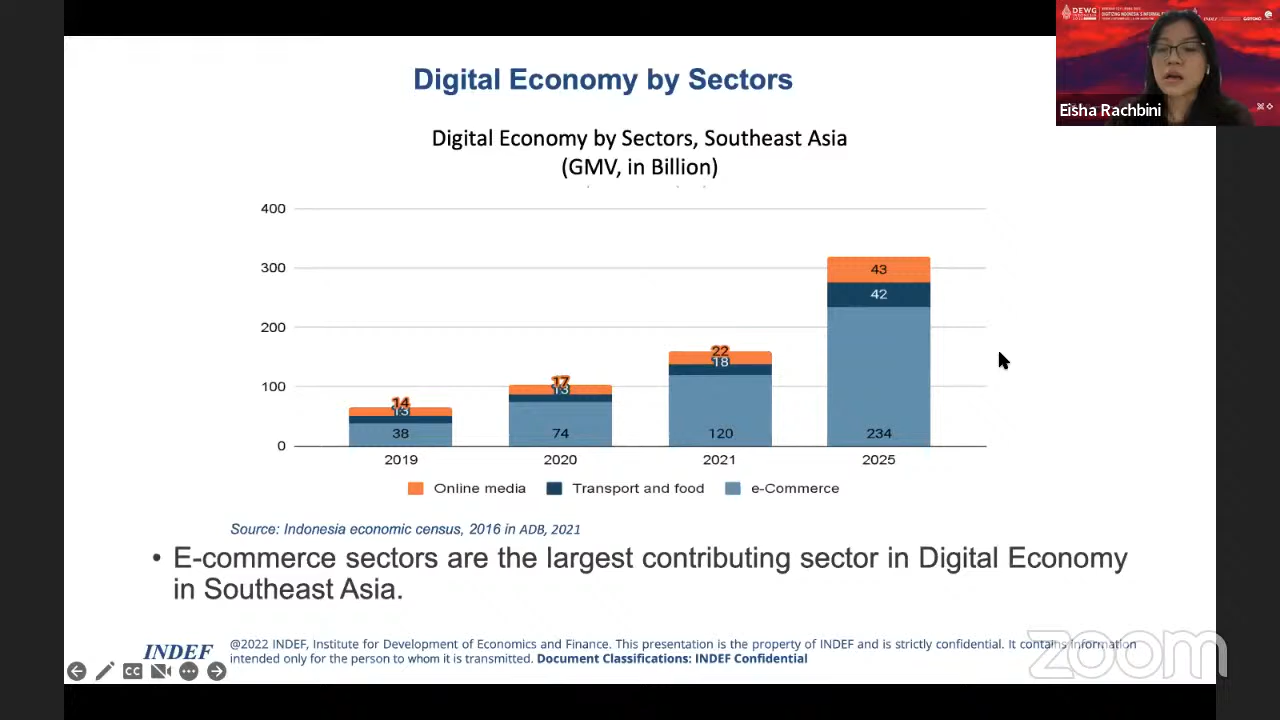 DEWG
Eisha Rachbini
Digital Economy by Sectors
Digital Economy by Sectors, Southeast Asia
(GMV, in Billion)
400
300
200
100
0
14
13
38
17
13
74
22
18
120
43
42
234
2019
2020
2021
2025
Online media
Transport and food
e-Commerce
Source: Indonesia economic census, 2016 in ADB, 2021
• E-commerce sectors are the largest contributing sector in Digital Economy
in Southeast Asia.
INDEF
@2022 INDEF, Institute for Development of Economics and Finance. This presentation is the property of INDEF and is strictly confidential. It contains information
intended only for the person to whom it is transmitted. Document Classifications: INDEF Confidential
CC
zoom